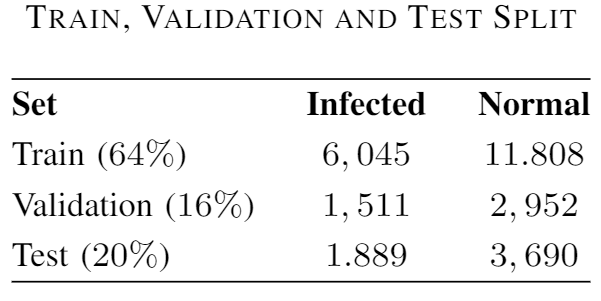 TRAIN, VALIDATION AND TEST SPLIT
Set Infected Normal
Train (64%) 6, 045 11.808
Validation (16%) 1, 511 2, 952
Test (20%) 1.889 3, 690